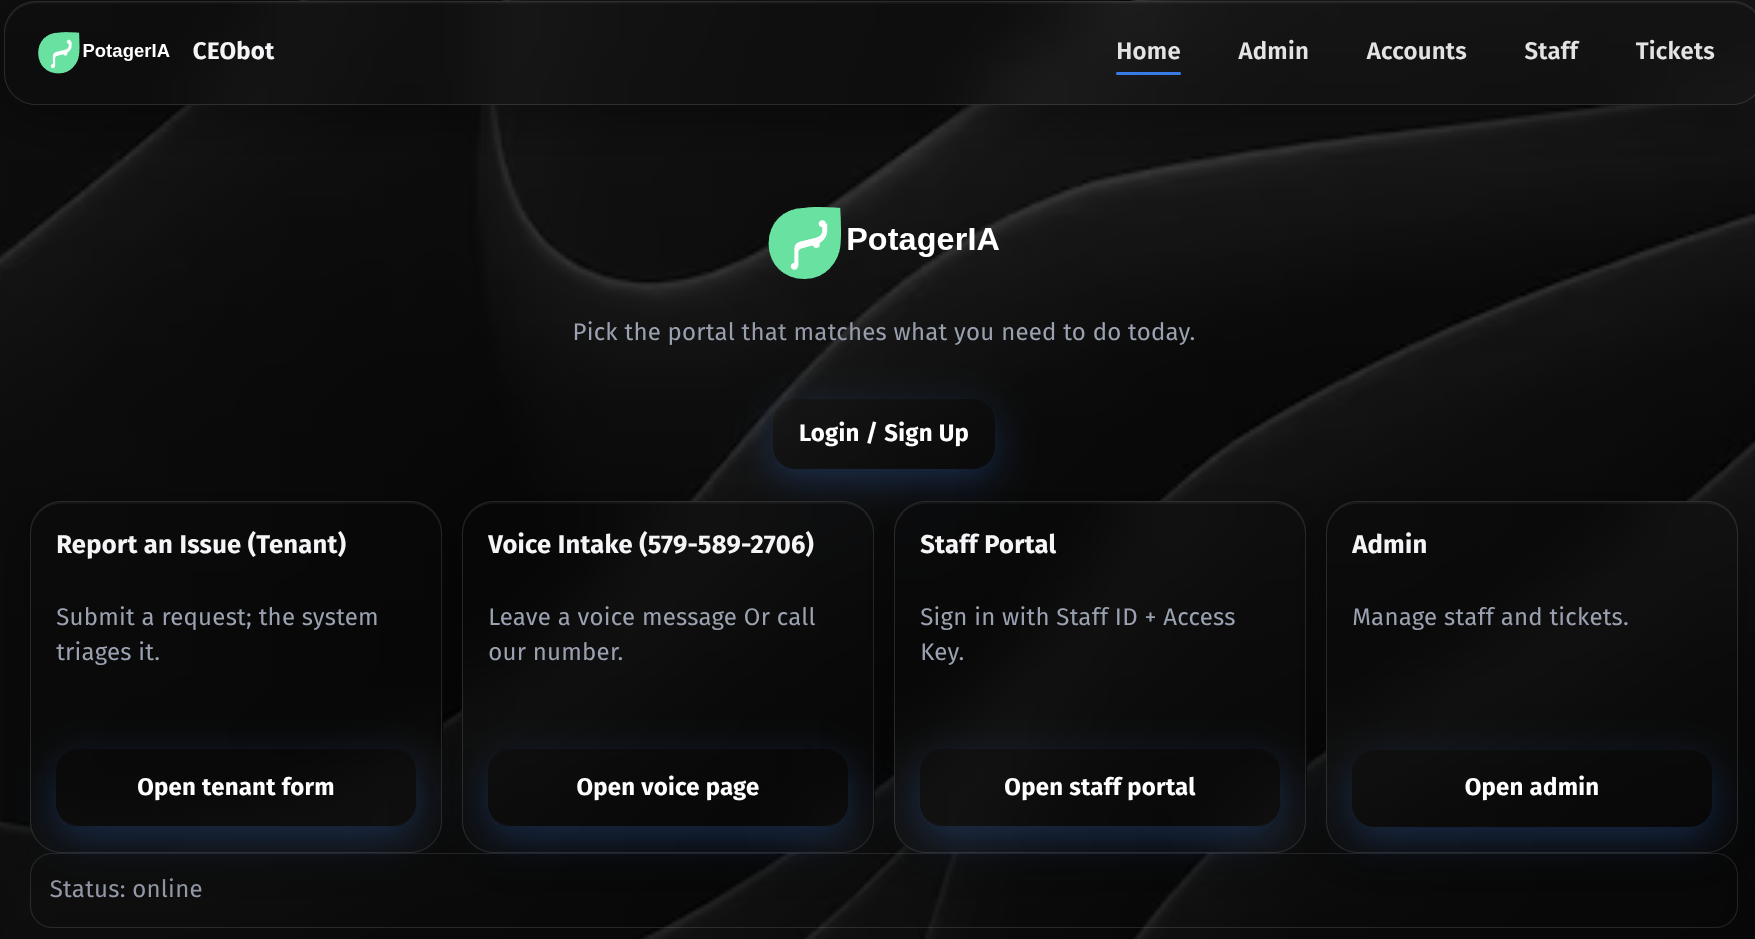 PotagerIA CEObot Home Admin Accounts Staff Tickets
PotagerIA
Pick the portal that matches what you need to do today.
Login / Sign Up
Report an Issue (Tenant)
Submit a request; the system
triages it.
Open tenant form
Voice Intake (579-589-2706)
Leave a voice message Or call
our number.
Open voice page
Staff Portal
Sign in with Staff ID + Access
Key.
Open staff portal
Admin
Manage staff and tickets.
Open admin
Status: online